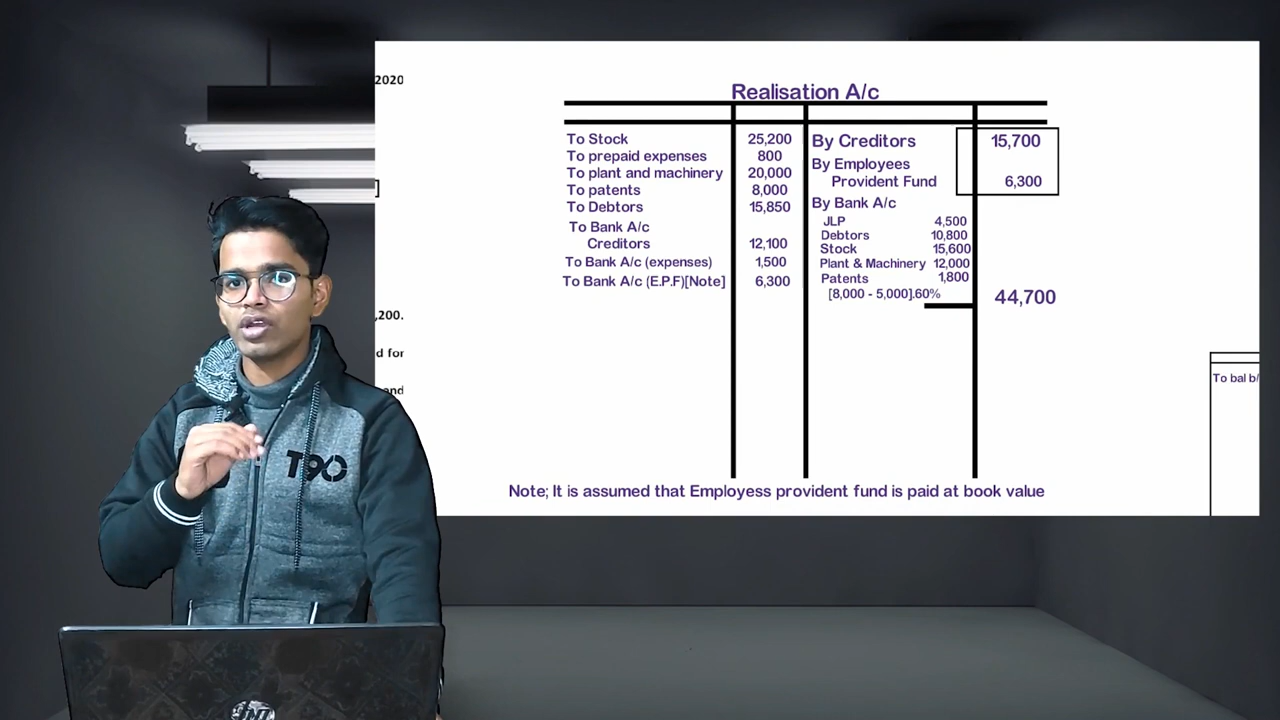 2020
Realisation A/c
To Stock 25,200 By Creditors 15,700
To prepaid expenses 800 By Employees
To plant and machinery 20,000 Provident Fund 6,300
To patents 8,000 By Bank A/c
To Debtors 15,850 JLP 4,500
To Bank A/c Debtors 10,800
Creditors 12,100 Stock 15,600
To Bank A/c (expenses) 1,500 Plant & Machinery 12,000
To Bank A/c (E.P.F)[Note] 6,300 Patents 1,800
[8,000 - 5,000].60% 44,700
]
,200.
d for
and
To bal b/
Note; It is assumed that Employess provident fund is paid at book value
T90